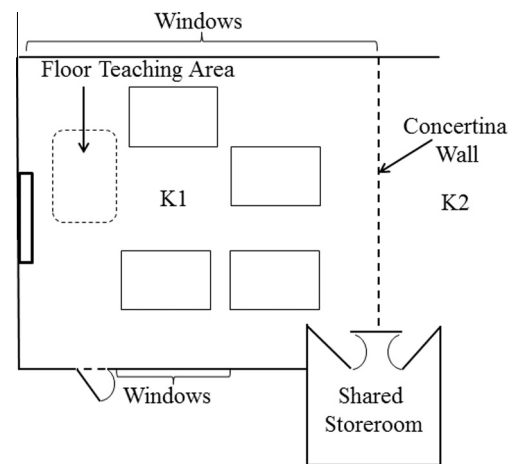 Windows
Floor Teaching Area
Concertina
Wall
K1
K2
Windows
Shared
Storeroom